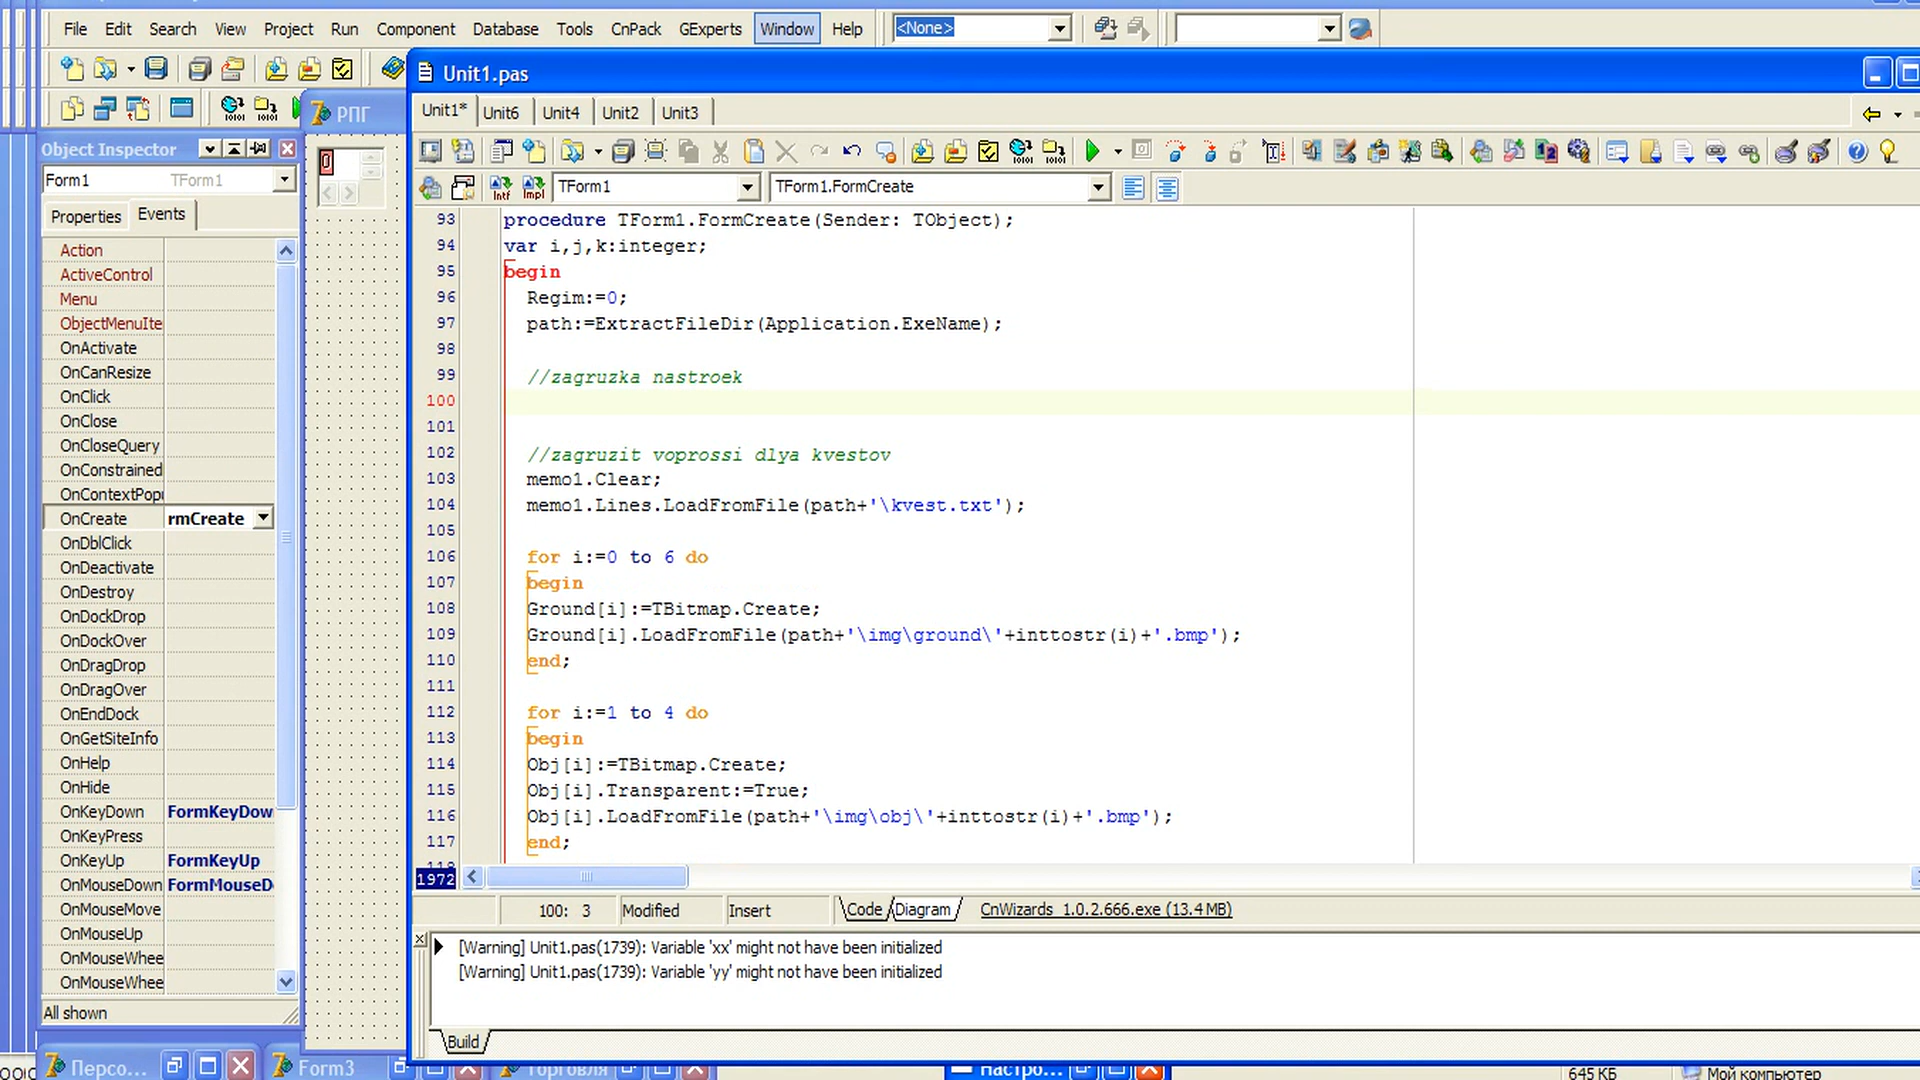 File Edit Search View Project Run Component Database Tools CnPack GExperts Window Help <None>
Unit1.pas
Unit1* Unit6 Unit4 Unit2 Unit3
РПГ
Object Inspector
Form1 TForm1
Properties Events
Action
ActiveControl
Menu
ObjectMenuIte
OnActivate
OnCanResize
OnClick
OnClose
OnCloseQuery
OnConstrained
OnContextPop
OnCreate rmCreate
OnDblClick
OnDeactivate
OnDestroy
OnDockDrop
OnDockOver
OnDragDrop
OnDragOver
OnEndDock
OnGetSiteInfo
OnHelp
OnHide
OnKeyDown FormKeyDow
OnKeyPress
OnKeyUp FormKeyUp
OnMouseDown FormMouseD
OnMouseMove
OnMouseUp
OnMouseWhee
OnMouseWhee
All shown
0
Intf Impl TForm1 TForm1.FormCreate
93 procedure TForm1.FormCreate(Sender: TObject);
94 var i,j,k:integer;
95 begin
96 Regim:=0;
97 path:=ExtractFileDir(Application.ExeName);
98
99 //zagruzka nastroek
100
101
102 //zagruzit voprossi dlya kvestov
103 memo1.Clear;
104 memo1.Lines.LoadFromFile(path+'\kvest.txt');
105
106 for i:=0 to 6 do
107 begin
108 Ground[i]:=TBitmap.Create;
109 Ground[i].LoadFromFile(path+'\img\ground\'+inttostr(i)+'.bmp');
110 end;
111
112 for i:=1 to 4 do
113 begin
114 Obj[i]:=TBitmap.Create;
115 Obj[i].Transparent:=True;
116 Obj[i].LoadFromFile(path+'\img\obj\'+inttostr(i)+'.bmp');
117 end;
1972
100: 3 Modified Insert Code Diagram CnWizards_1.0.2.666.exe (13.4 MB)
[Warning] Unit1.pas(1739): Variable 'xx' might not have been initialized
[Warning] Unit1.pas(1739): Variable 'yy' might not have been initialized
Build
Персо... Form3 Торговля Настро...
645 КБ Мой компьютер